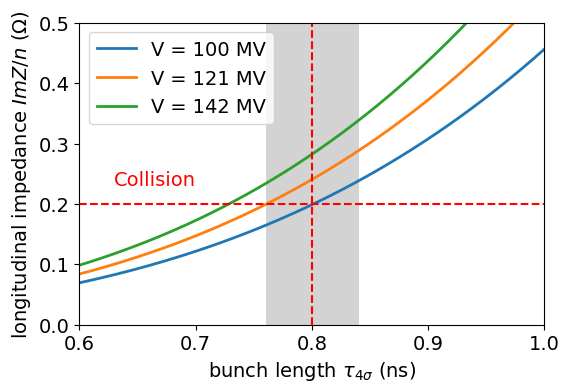 0.5
0.4
0.3
0.2
0.1
0.0
longitudinal impedance ImZ/n (Ω)
V = 100 MV
V = 121 MV
V = 142 MV
Collision
0.6 0.7 0.8 0.9 1.0
bunch length τ4σ (ns)